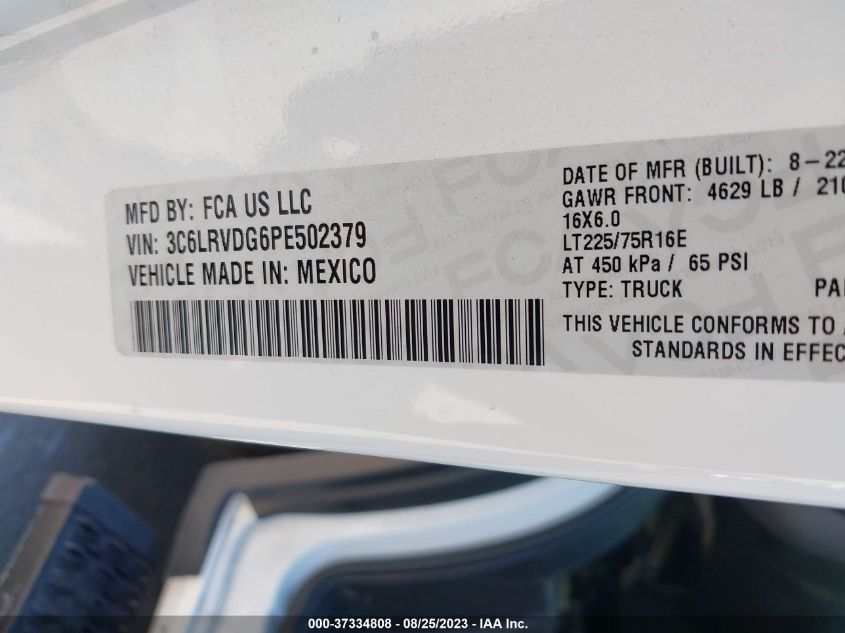 MFD BY: FCA US LLC
VIN: 3C6LRVDG6PE502379
VEHICLE MADE IN: MEXICO
DATE OF MFR (BUILT): 8-22
GAWR FRONT: 4629 LB / 210
16X6.0
LT225/75R16E
AT 450 kPa / 65 PSI
TYPE: TRUCK PAI
THIS VEHICLE CONFORMS TO
STANDARDS IN EFFEC
000-37334808 - 08/25/2023 - IAA Inc.